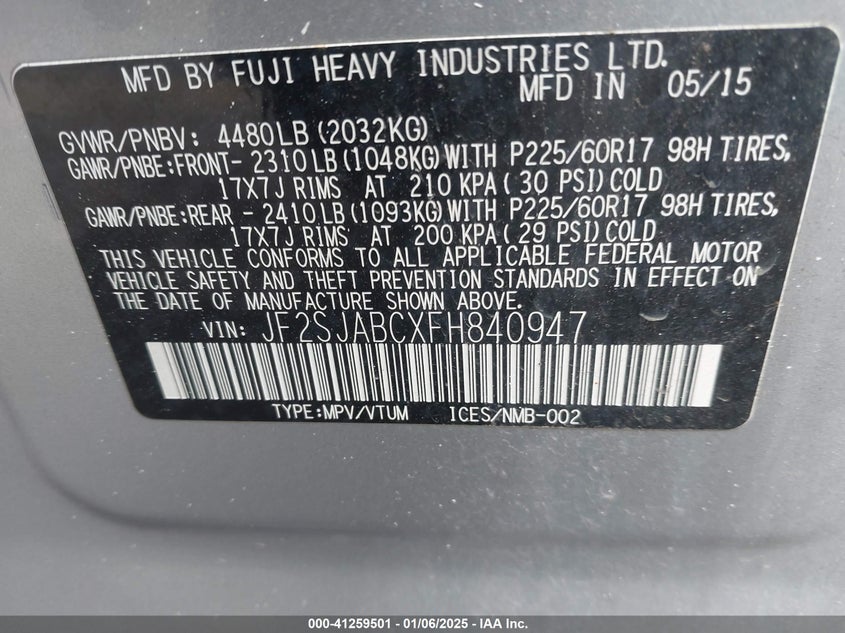 MFD BY FUJI HEAVY INDUSTRIES LTD.
MFD IN 05/15
GVWR/PNBV: 4480LB(2032KG)
GAWR/PNBE:FRONT- 2310LB(1048KG)WITH P225/60R17 98H TIRES,
17X7J RIMS AT 210 KPA( 30 PSI)COLD
GAWR/PNBE:REAR - 2410LB(1093KG)WITH P225/60R17 98H TIRES,
17X7J RIMS AT 200 KPA( 29 PSI)COLD
THIS VEHICLE CONFORMS TO ALL APPLICABLE FEDERAL MOTOR
VEHICLE SAFETY AND THEFT PREVENTION STANDARDS IN EFFECT ON
THE DATE OF MANUFACTURE SHOWN ABOVE.
VIN: JF2SJABCXFH840947
TYPE:MPV/VTUM ICES/NMB-002
000-41259501 - 01/06/2025 - IAA Inc.